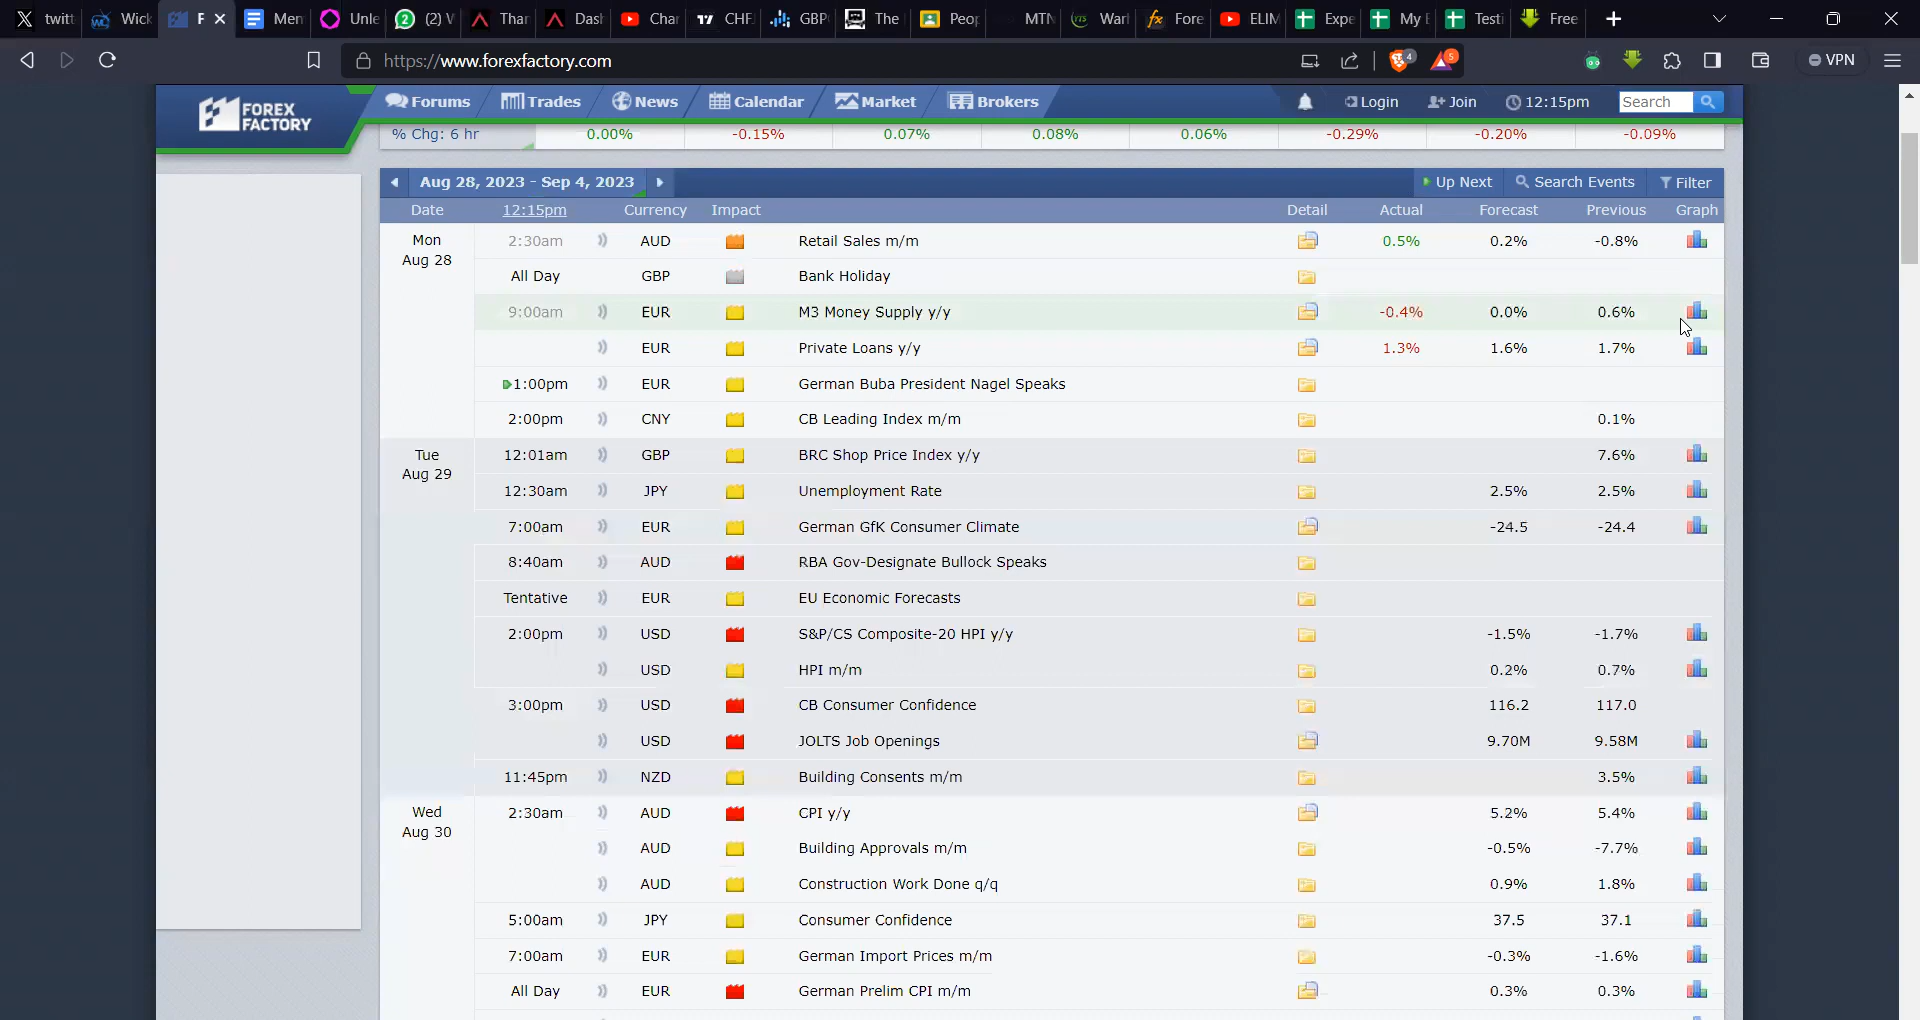 twitt
Wick
F
Men
Unle
(2) W
Thar
Dash
Char
CHF
GBP
The
Peop
MTN
Warl
Fore
ELIM
Expe
My E
Testi
Free
https://www.forexfactory.com
4
5
VPN
FOREX FACTORY
Forums
Trades
News
Calendar
Market
Brokers
Login
Join
12:15pm
Search
% Chg: 6 hr 0.00% -0.15% 0.07% 0.08% 0.06% -0.29% -0.20% -0.09%
Aug 28, 2023 - Sep 4, 2023 Up Next Search Events Filter
Date 12:15pm Currency Impact Detail Actual Forecast Previous Graph
Mon Aug 28
2:30am AUD Retail Sales m/m 0.5% 0.2% -0.8%
All Day GBP Bank Holiday
9:00am EUR M3 Money Supply y/y -0.4% 0.0% 0.6%
EUR Private Loans y/y 1.3% 1.6% 1.7%
1:00pm EUR German Buba President Nagel Speaks
2:00pm CNY CB Leading Index m/m 0.1%
Tue Aug 29
12:01am GBP BRC Shop Price Index y/y 7.6%
12:30am JPY Unemployment Rate 2.5% 2.5%
7:00am EUR German GfK Consumer Climate -24.5 -24.4
8:40am AUD RBA Gov-Designate Bullock Speaks
Tentative EUR EU Economic Forecasts
2:00pm USD S&P/CS Composite-20 HPI y/y -1.5% -1.7%
USD HPI m/m 0.2% 0.7%
3:00pm USD CB Consumer Confidence 116.2 117.0
USD JOLTS Job Openings 9.70M 9.58M
11:45pm NZD Building Consents m/m 3.5%
Wed Aug 30
2:30am AUD CPI y/y 5.2% 5.4%
AUD Building Approvals m/m -0.5% -7.7%
AUD Construction Work Done q/q 0.9% 1.8%
5:00am JPY Consumer Confidence 37.5 37.1
7:00am EUR German Import Prices m/m -0.3% -1.6%
All Day EUR German Prelim CPI m/m 0.3% 0.3%